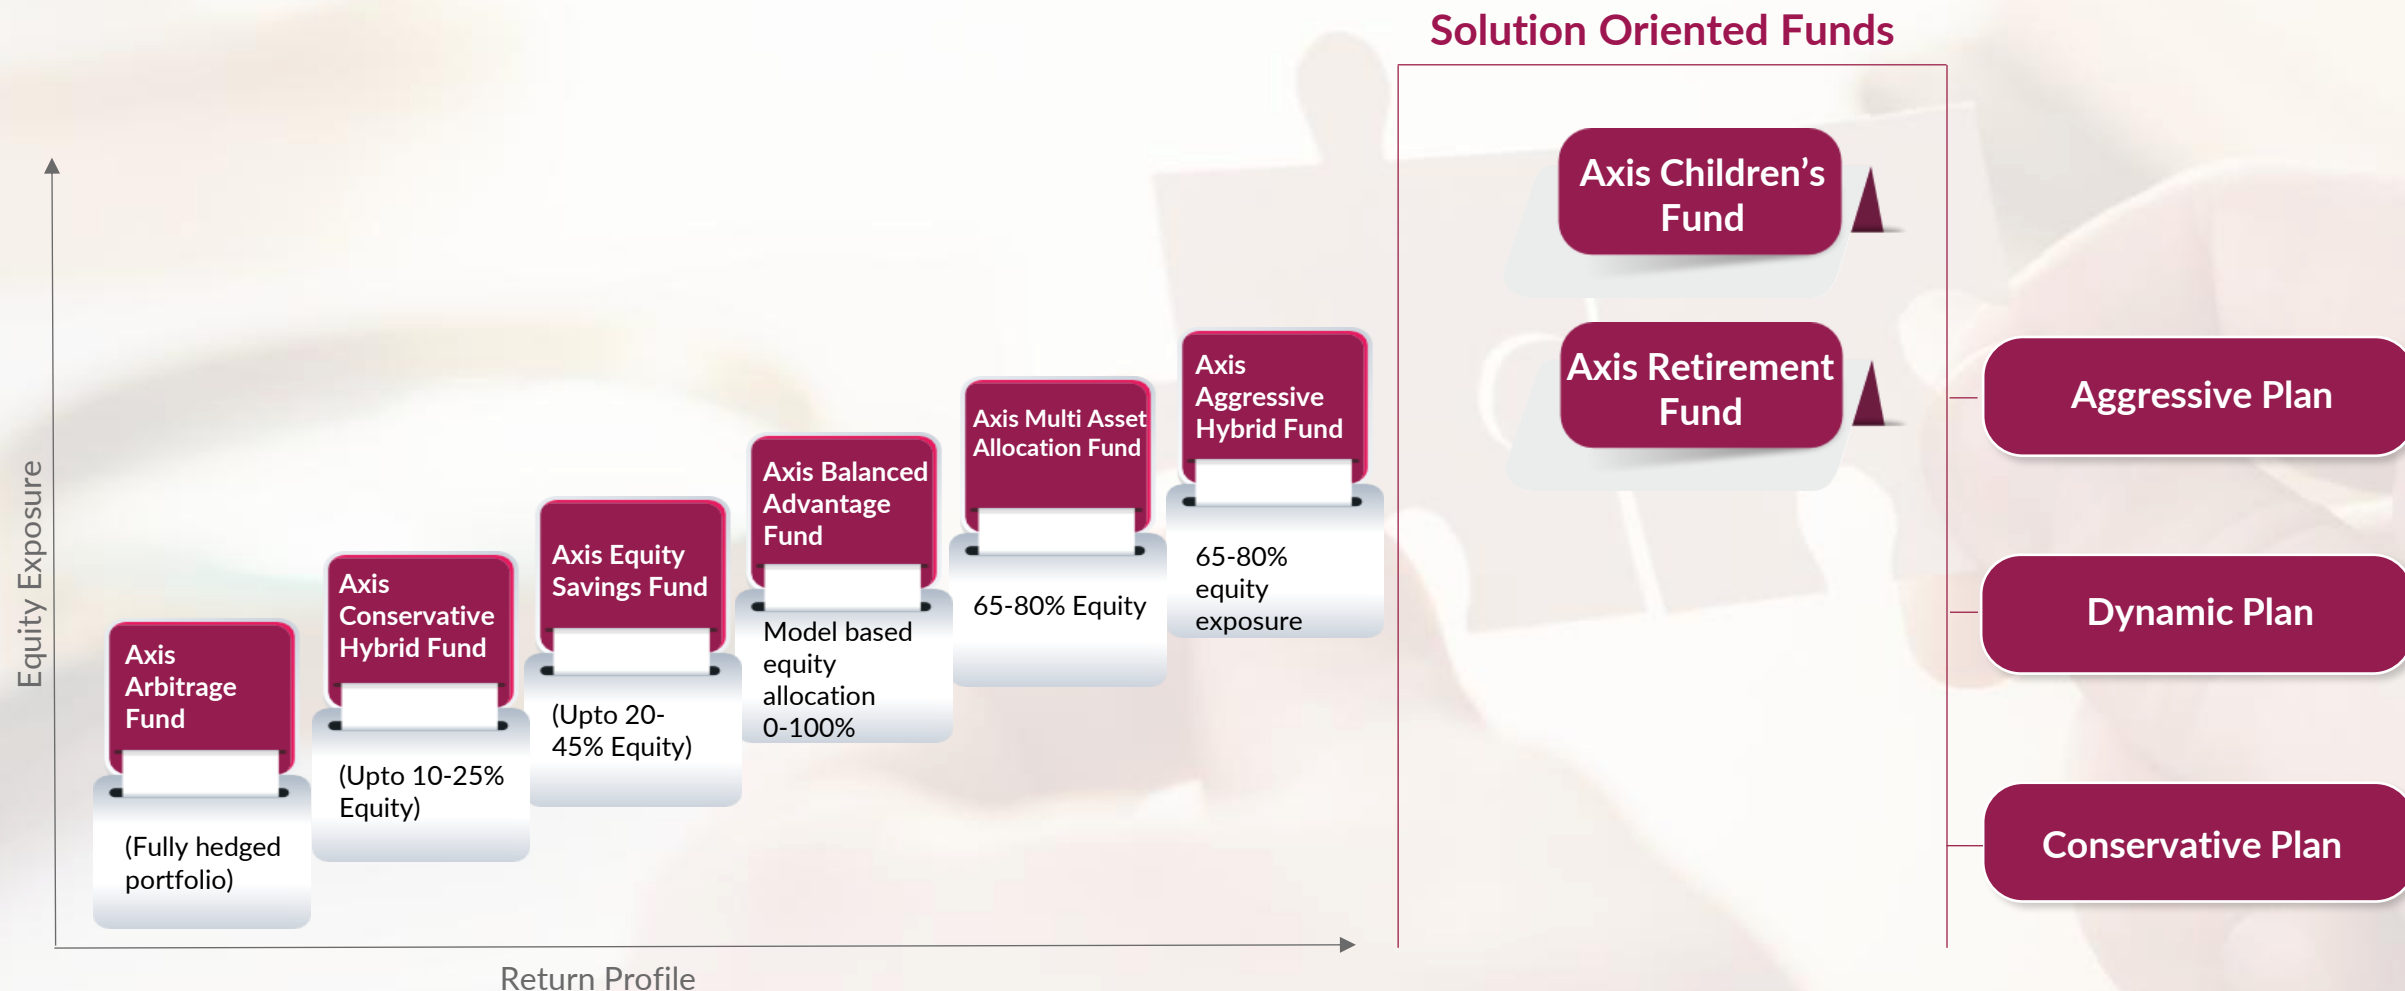 Solution Oriented Funds
Axis Children’s
Fund
Axis Retirement
Fund
Aggressive Plan
Dynamic Plan
Conservative Plan
Equity Exposure
Axis
Arbitrage
Fund
(Fully hedged
portfolio)
Axis
Conservative
Hybrid Fund
(Upto 10-25%
Equity)
Axis Equity
Savings Fund
(Upto 20-
45% Equity)
Axis Balanced
Advantage
Fund
Model based
equity
allocation
0-100%
Axis Multi Asset
Allocation Fund
65-80% Equity
Axis
Aggressive
Hybrid Fund
65-80%
equity
exposure
Return Profile